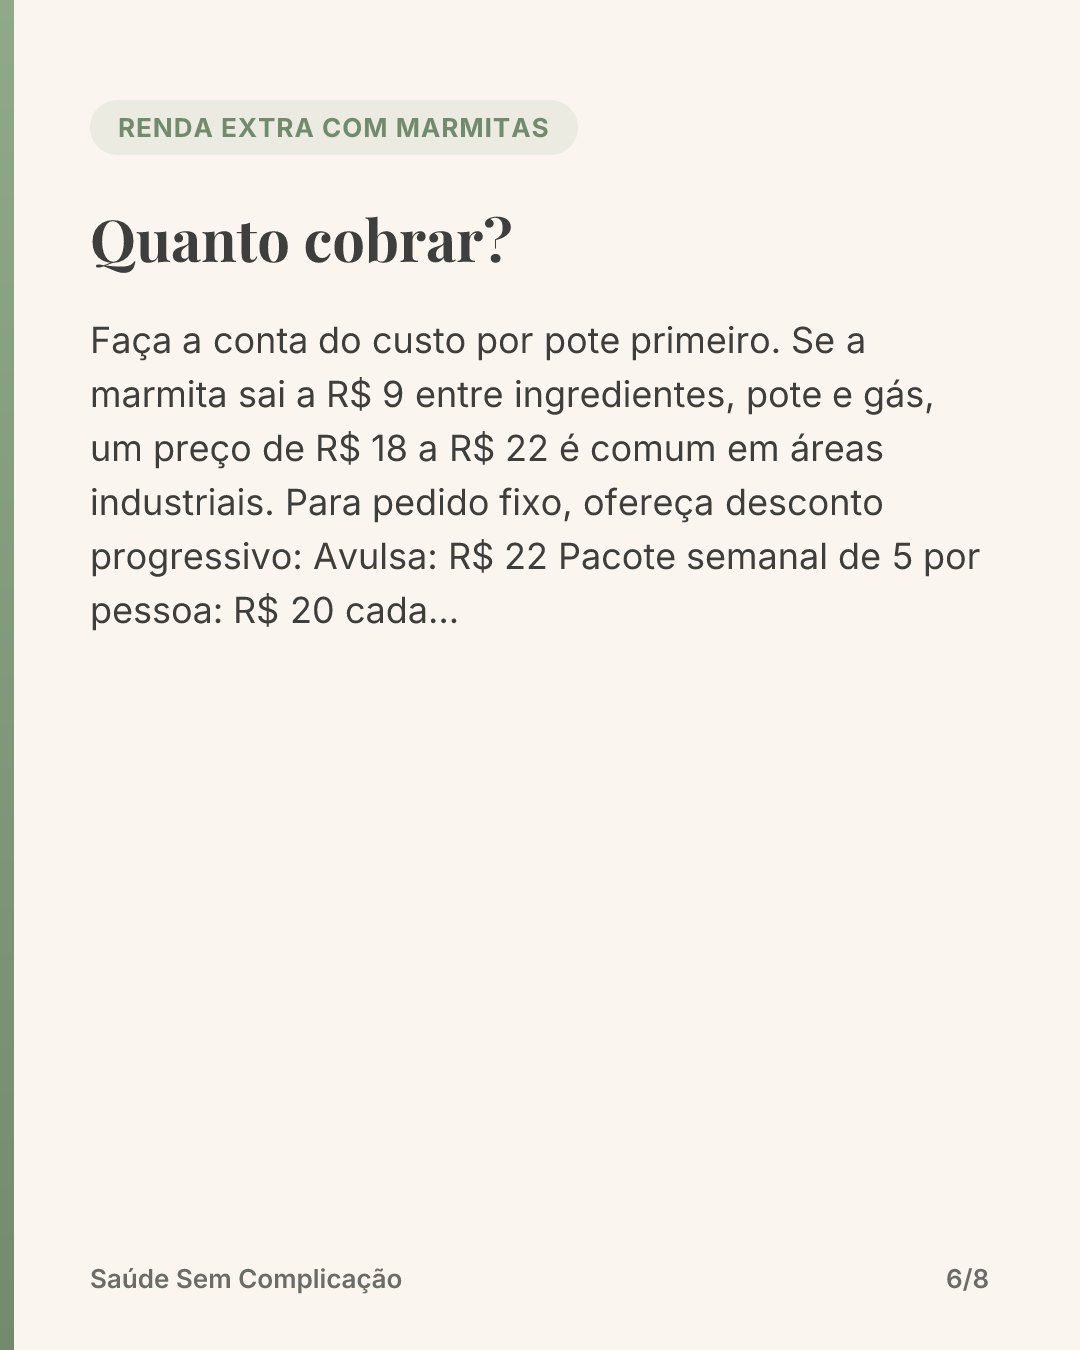 RENDA EXTRA COM MARMITAS
Quanto cobrar?
Faça a conta do custo por pote primeiro. Se a
marmita sai a R$ 9 entre ingredientes, pote e gás,
um preço de R$ 18 a R$ 22 é comum em áreas
industriais. Para pedido fixo, ofereça desconto
progressivo: Avulsa: R$ 22 Pacote semanal de 5 por
pessoa: R$ 20 cada...
Saúde Sem Complicação
6/8